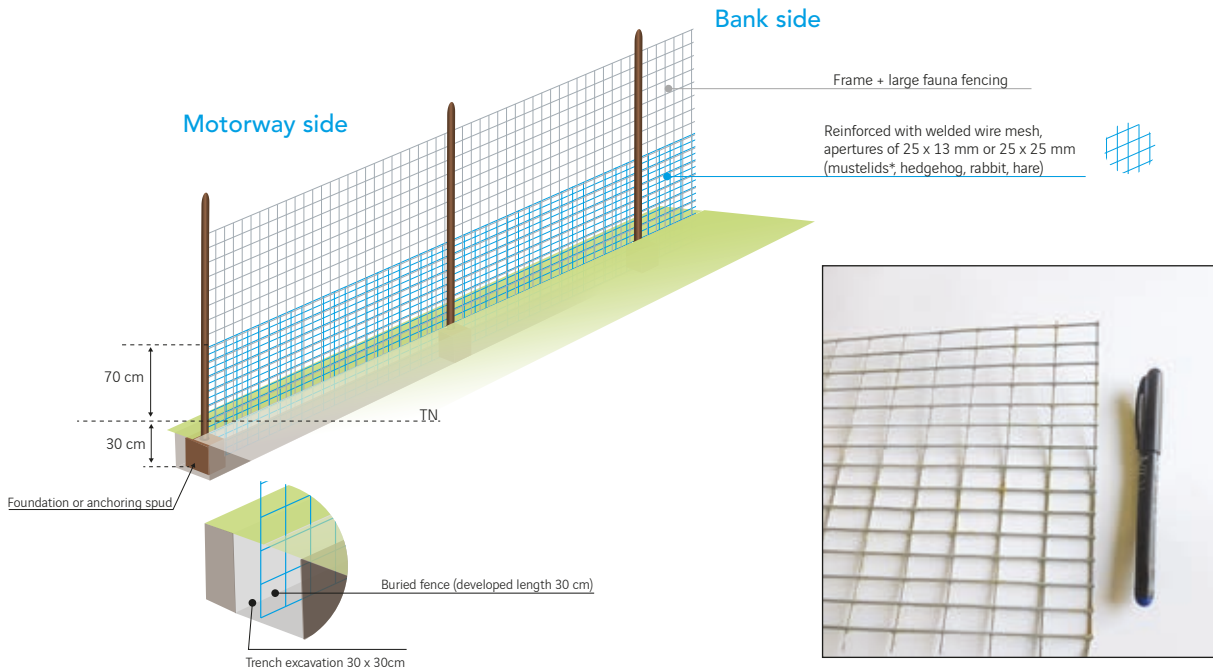 Bank side
Motorway side
Frame + large fauna fencing
Reinforced with welded wire mesh,
apertures of 25 x 13 mm or 25 x 25 mm
(mustelids*, hedgehog, rabbit, hare)
70 cm
TN
30 cm
Foundation or anchoring spud
Buried fence (developed length 30 cm)
Trench excavation 30 x 30cm